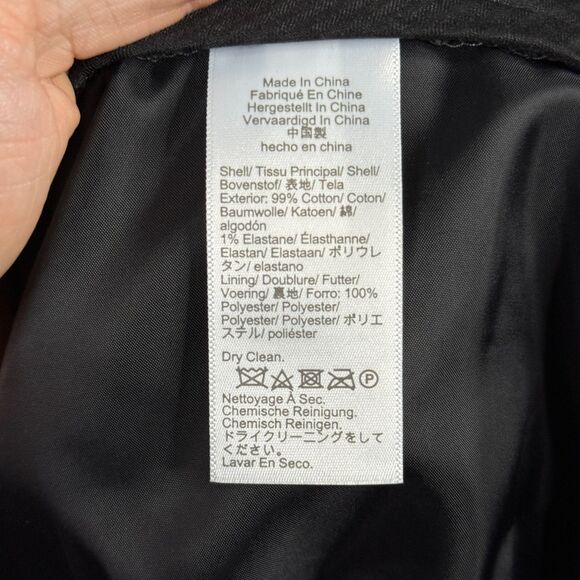 Made In China
Fabriqué En Chine
Hergestellt In China
Vervaardigd In China
中国製
hecho en china
Shell/ Tissu Principal/ Shell/
Bovenstof/ 表地/ Tela
Exterior: 99% Cotton/ Coton/
Baumwolle/ Katoen/ 綿/
algodón
1% Elastane/ Élasthanne/
Elastan/ Elastaan/ ポリウレ
タン/ elastano
Lining/ Doublure/ Futter/
Voering/ 裏地/ Forro: 100%
Polyester/ Polyester/
Polyester/ Polyester/ ポリエ
ステル/ poliéster
Dry Clean.
P
Nettoyage À Sec.
Chemische Reinigung.
Chemisch Reinigen.
ドライクリーニングをして
ください。
Lavar En Seco.